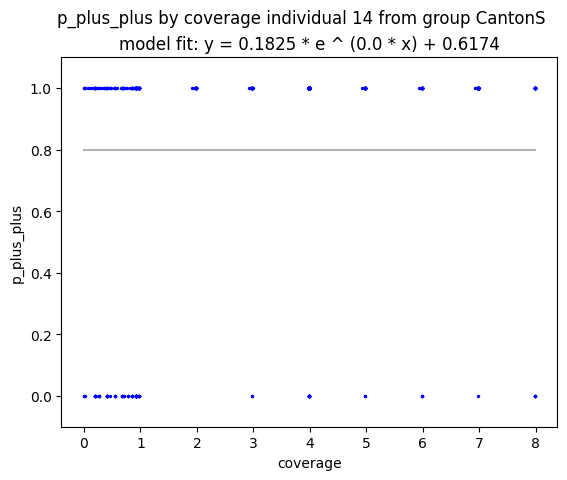 p_plus_plus by coverage individual 14 from group CantonS
model fit: y = 0.1825 * e ^ (0.0 * x) + 0.6174
1.0
0.8
0.6
0.4
0.2
0.0
p_plus_plus
0 1 2 3 4 5 6 7 8
coverage